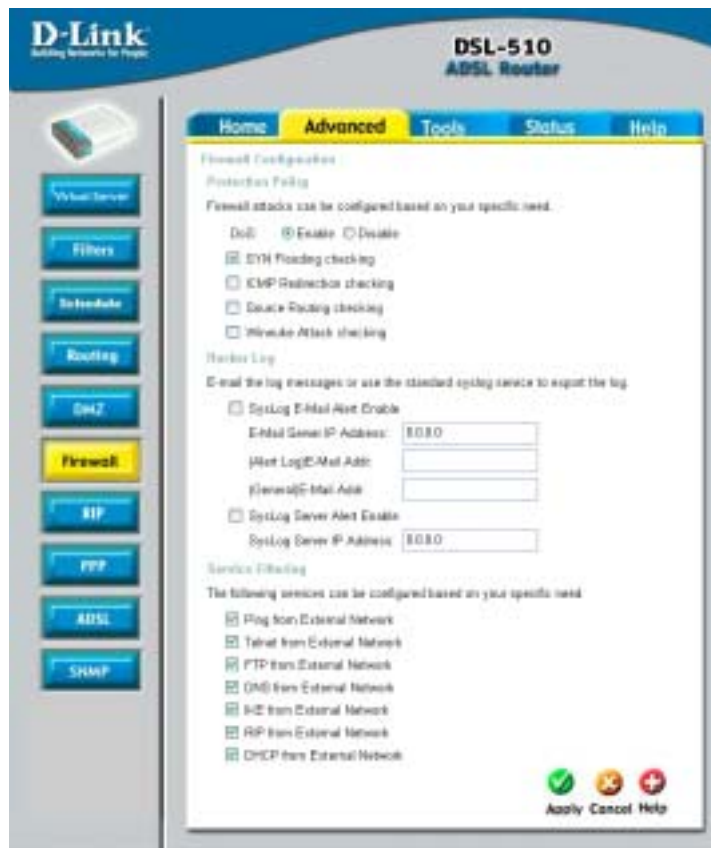 D-Link
Building Networks for People
DSL-510
ADSL Router
Home Advanced Tools Status Help
Virtual Server
Filters
Schedule
Routing
DMZ
Firewall
RIP
PPP
ADSL
SNMP
Firewall Configuration
Protection Policy
Firewall attacks can be configured based on your specific need.
DoS Enable Disable
SYN Flooding checking
ICMP Redirection checking
Source Routing checking
Winnuke Attack checking
Hacker Log
E-mail the log messages or use the standard syslog service to export the log
SysLog E-Mail Alert Enable
E-Mail Server IP Address: 0.0.0.0
(Alert Log)E-Mail Addr:
(General)E-Mail Addr:
SysLog Server Alert Enable
SysLog Server IP Address: 0.0.0.0
Service Filtering
The following services can be configured based on your specific need
Ping from External Network
Telnet from External Network
FTP from External Network
DNS from External Network
IKE from External Network
RIP from External Network
DHCP from External Network
Apply Cancel Help